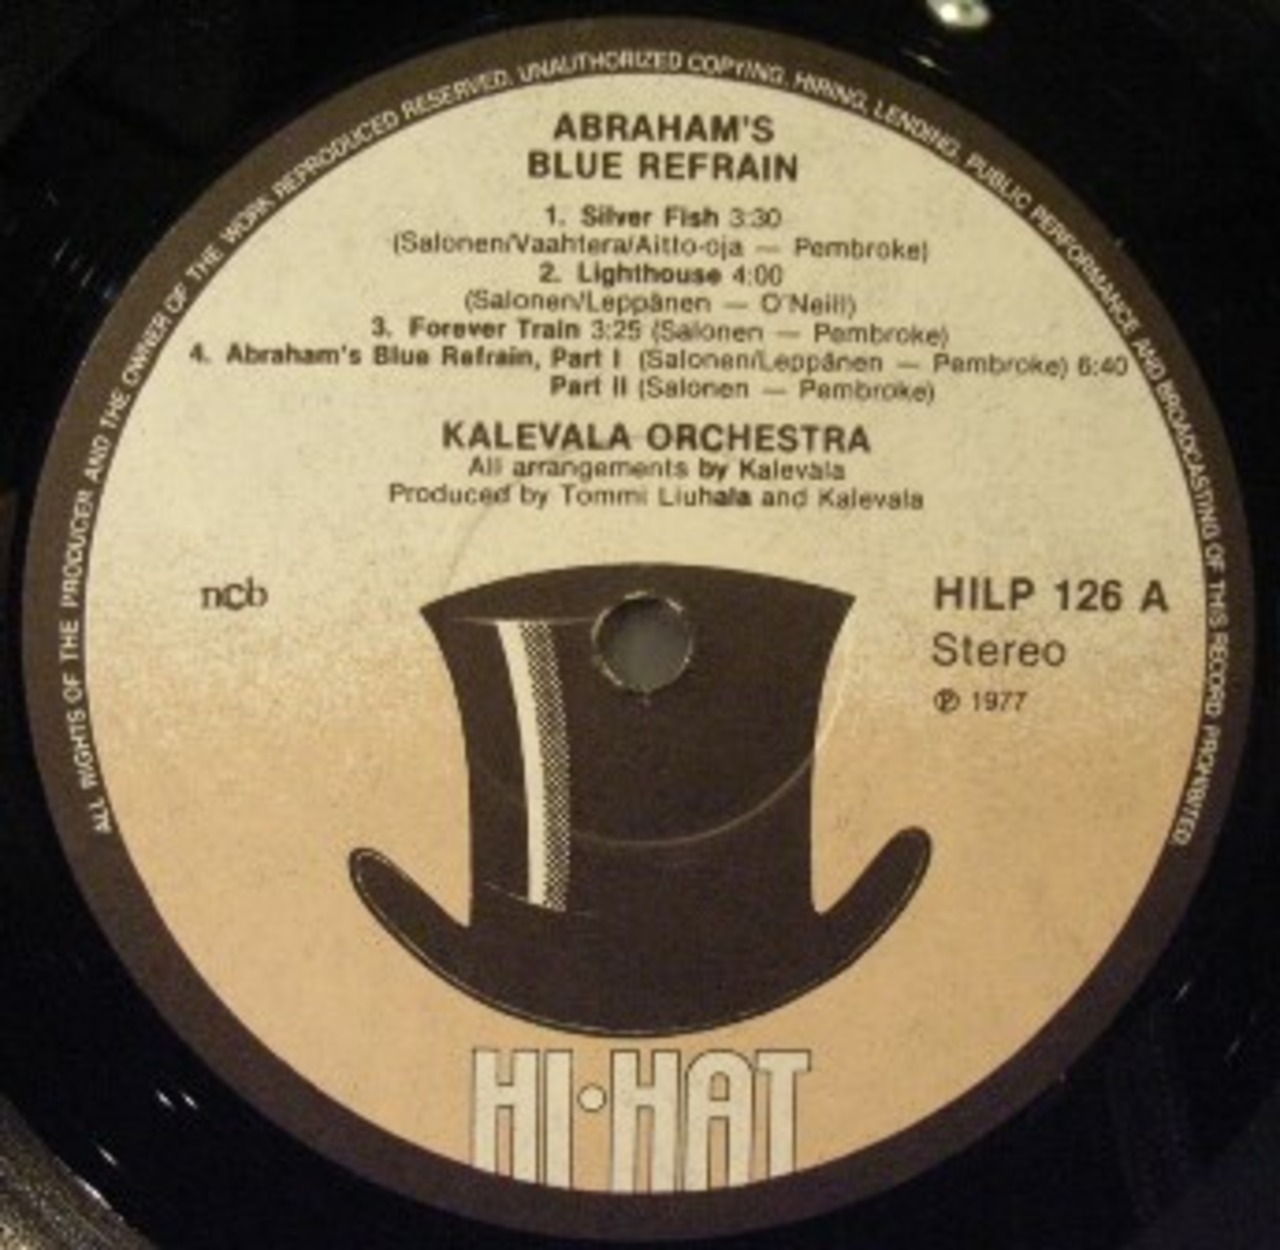 ALL RIGHTS OF THE PRODUCER AND THE OWNER OF THE WORK REPRODUCED RESERVED. UNAUTHORIZED COPYING, HIRING, LENDING, PUBLIC PERFORMANCE AND BROADCASTING OF THIS RECORD PROHIBITED.
ABRAHAM'S
BLUE REFRAIN
1. Silver Fish 3:30
(Salonen/Vaahtera/Aitto-oja — Pembroke)
2. Lighthouse 4:00
(Salonen/Leppänen — O'Neill)
3. Forever Train 3:25 (Salonen — Pembroke)
4. Abraham's Blue Refrain, Part I (Salonen/Leppänen — Pembroke) 6:40
Part II (Salonen — Pembroke)
KALEVALA ORCHESTRA
All arrangements by Kalevala
Produced by Tommi Liuhala and Kalevala
ncb
HILP 126 A
Stereo
℗ 1977
HI·HAT